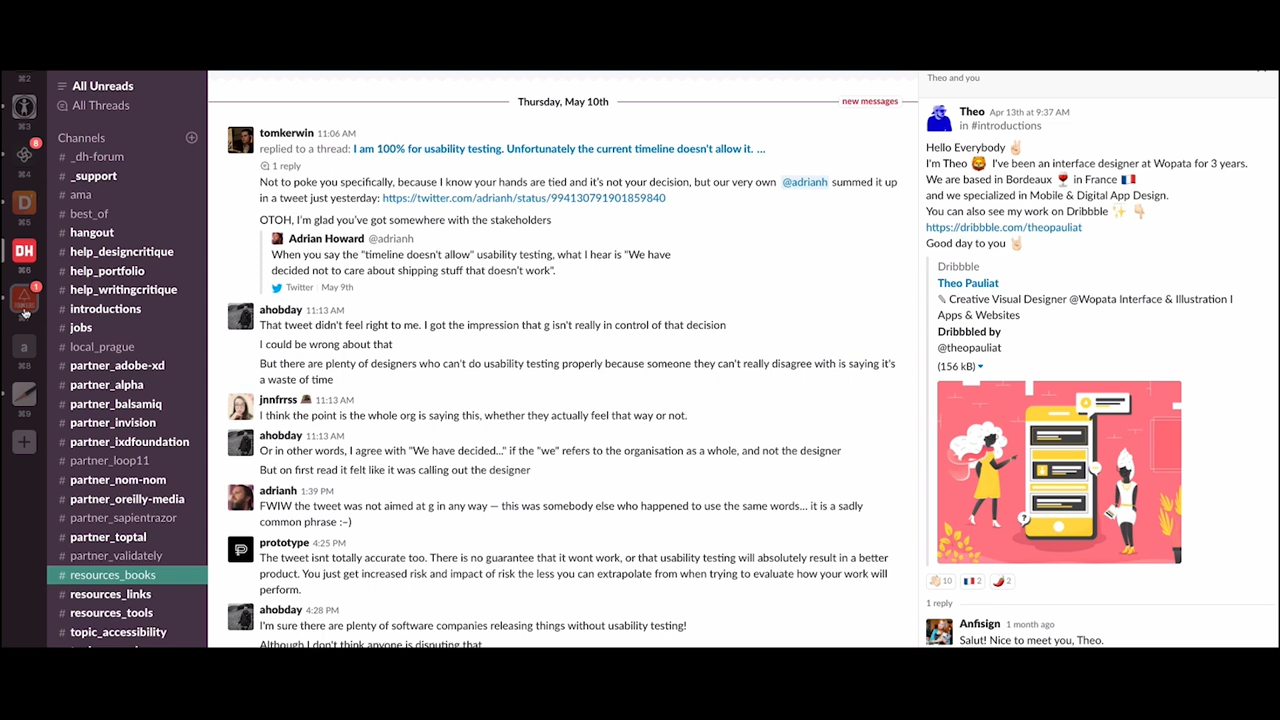 ⌘2
⌘3
8
⌘4
D
⌘5
DH
⌘6
1
a
⌘8
⌘9
All Unreads
All Threads
Channels
# _dh-forum
# _support
# ama
# best_of
# hangout
# help_designcritique
# help_portfolio
# help_writingcritique
# introductions
# jobs
# local_prague
# partner_adobe-xd
# partner_alpha
# partner_balsamiq
# partner_invision
# partner_ixdfoundation
# partner_loop11
# partner_nom-nom
# partner_oreilly-media
# partner_sapientrazor
# partner_toptal
# partner_validately
# resources_books
# resources_links
# resources_tools
# topic_accessibility
Thursday, May 10th
new messages
tomkerwin 11:06 AM
replied to a thread: I am 100% for usability testing. Unfortunately the current timeline doesn't allow it. ...
1 reply
Not to poke you specifically, because I know your hands are tied and it's not your decision, but our very own @adrianh summed it up
in a tweet just yesterday: https://twitter.com/adrianh/status/994130791901859840
OTOH, I'm glad you've got somewhere with the stakeholders
Adrian Howard @adrianh
When you say the "timeline doesn't allow" usability testing, what I hear is "We have
decided not to care about shipping stuff that doesn't work".
Twitter May 9th
ahobday 11:13 AM
That tweet didn't feel right to me. I got the impression that g isn't really in control of that decision
I could be wrong about that
But there are plenty of designers who can't do usability testing properly because someone they can't really disagree with is saying it's
a waste of time
jnnfrrss 11:13 AM
I think the point is the whole org is saying this, whether they actually feel that way or not.
ahobday 11:13 AM
Or in other words, I agree with "We have decided..." if the "we" refers to the organisation as a whole, and not the designer
But on first read it felt like it was calling out the designer
adrianh 1:39 PM
FWIW the tweet was not aimed at g in any way — this was somebody else who happened to use the same words... it is a sadly
common phrase :-)
prototype 4:25 PM
The tweet isnt totally accurate too. There is no guarantee that it wont work, or that usability testing will absolutely result in a better
product. You just get increased risk and impact of risk the less you can extrapolate from when trying to evaluate how your work will
perform.
ahobday 4:28 PM
I'm sure there are plenty of software companies releasing things without usability testing!
Although I don't think anyone is disputing that
Theo and you
Theo Apr 13th at 9:37 AM
in #introductions
Hello Everybody ✌🏻
I'm Theo 🦁 I've been an interface designer at Wopata for 3 years.
We are based in Bordeaux 🍷 in France 🇫🇷
and we specialized in Mobile & Digital App Design.
You can also see my work on Dribbble ✨ 👇🏻
https://dribbble.com/theopauliat
Good day to you 🤘🏻
Dribbble
Theo Pauliat
✎ Creative Visual Designer @Wopata Interface & Illustration I
Apps & Websites
Dribbbled by
@theopauliat
(156 kB)
?
10
2
2
1 reply
Anfisign 1 month ago
Salut! Nice to meet you, Theo.